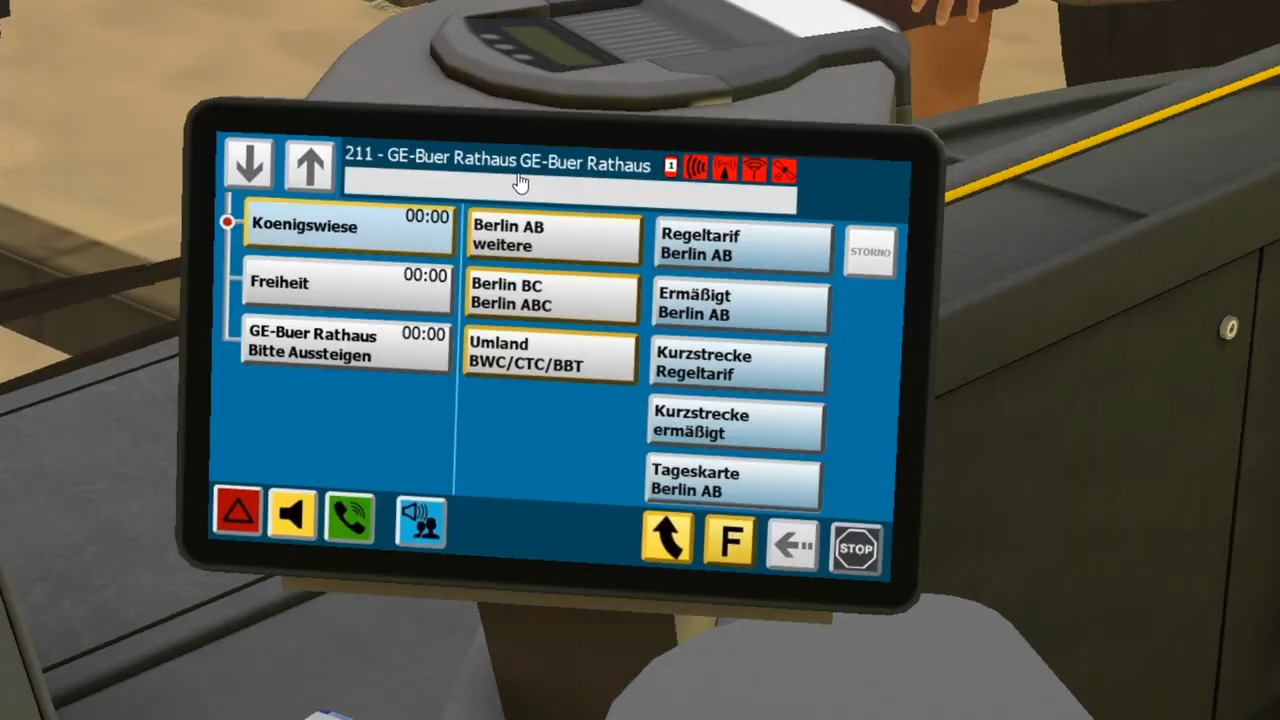 211 - GE-Buer Rathaus GE-Buer Rathaus
1
Koenigswiese
00:00
Freiheit
00:00
GE-Buer Rathaus
Bitte Aussteigen
00:00
Berlin AB
weitere
Berlin BC
Berlin ABC
Umland
BWC/CTC/BBT
Regeltarif
Berlin AB
Ermäßigt
Berlin AB
Kurzstrecke
Regeltarif
Kurzstrecke
ermäßigt
Tageskarte
Berlin AB
STORNO
F
STOP